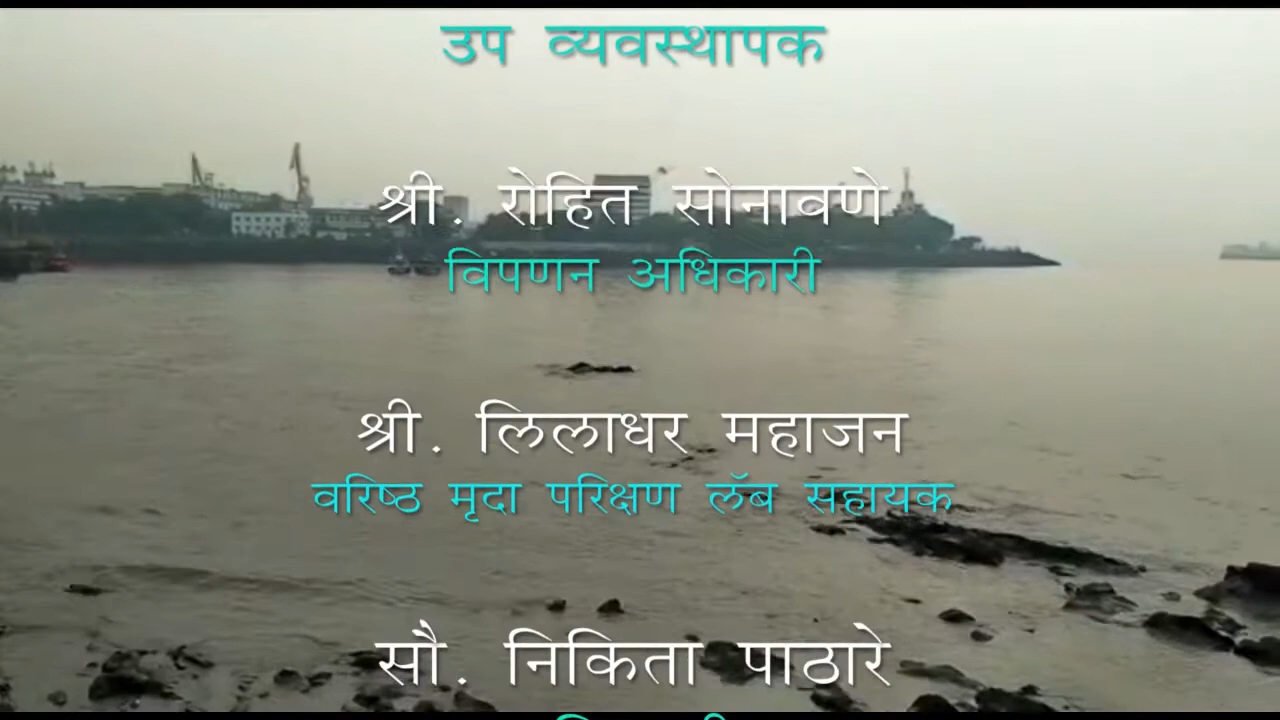 उप व्यवस्थापक
श्री. रोहित सोनावणे
विपणन अधिकारी
श्री. लिलाधर महाजन
वरिष्ठ मृदा परिक्षण लॅब सहायक
सौ. निकिता पाठारे